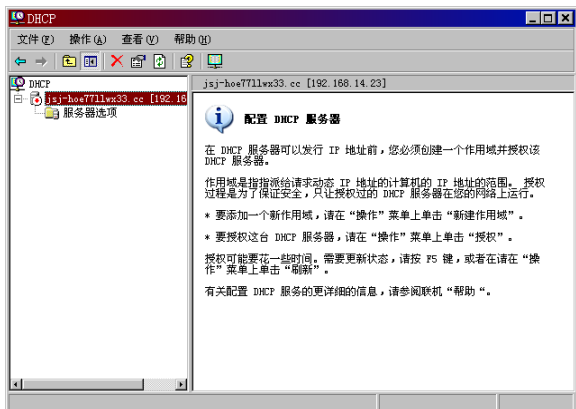 DHCP
文件(F) 操作(A) 查看(V) 帮助(H)
DHCP
jsj-hoe77llwx33.cc [192.16
服务器选项
jsj-hoe77llwx33.cc [192.168.14.23]
配置 DHCP 服务器
在 DHCP 服务器可以发行 IP 地址前，您必须创建一个作用域并授权该
DHCP 服务器。
作用域是指指派给请求动态 IP 地址的计算机的 IP 地址的范围。 授权
过程是为了保证安全，只让授权过的 DHCP 服务器在您的网络上运行。
* 要添加一个新作用域，请在“操作”菜单上单击“新建作用域”。
* 要授权这台 DHCP 服务器，请在“操作”菜单上单击“授权”。
授权可能要花一些时间。需要更新状态，请按 F5 键，或者在请在“操
作”菜单上单击“刷新”。
有关配置 DHCP 服务的更详细的信息，请参阅联机“帮助“。